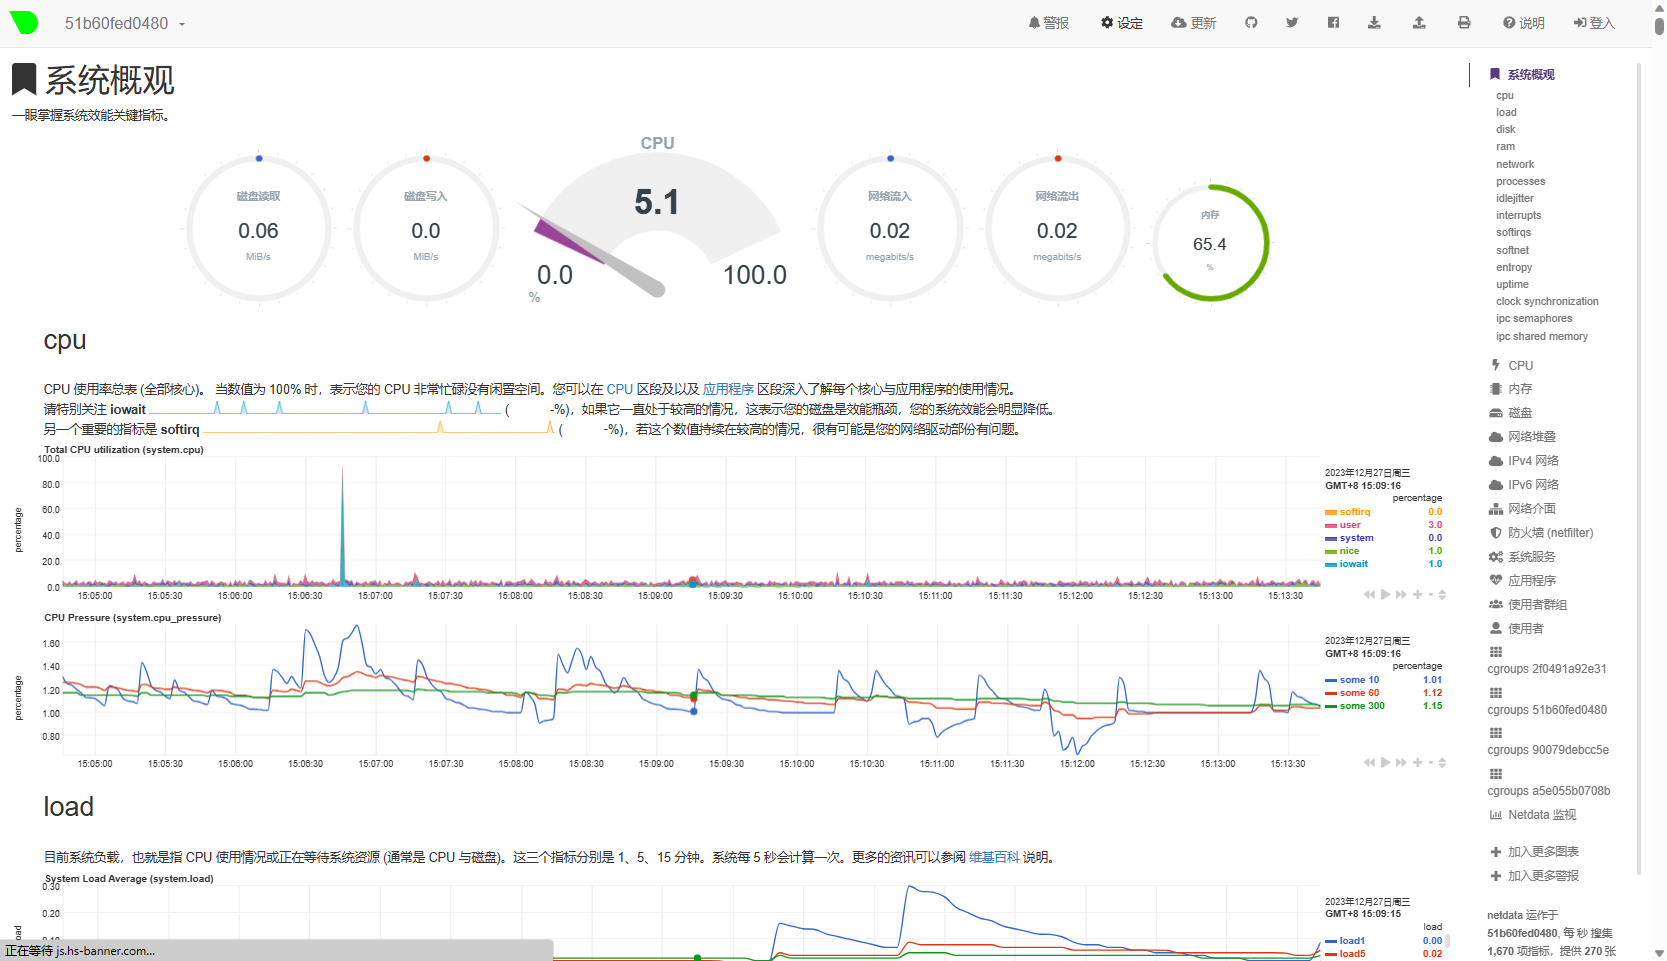 51b60fed0480
警报
设定
更新
说明
登入
系统概观
一眼掌握系统效能关键指标。
磁盘读取
0.06
MiB/s
磁盘写入
0.0
MiB/s
CPU
5.1
0.0
100.0
%
网络流入
0.02
megabits/s
网络流出
0.02
megabits/s
内存
65.4
%
cpu
CPU 使用率总表 (全部核心)。 当数值为 100% 时，表示您的 CPU 非常忙碌没有闲置空间。您可以在 CPU 区段及以及 应用程序 区段深入了解每个核心与应用程序的使用情况。
请特别关注 iowait ( -%)，如果它一直处于较高的情况，这表示您的磁盘是效能瓶颈，您的系统效能会明显降低。
另一个重要的指标是 softirq ( -%)，若这个数值持续在较高的情况，很有可能是您的网络驱动部份有问题。
Total CPU utilization (system.cpu)
percentage
100.0
80.0
60.0
40.0
20.0
0.0
15:05:00 15:05:30 15:06:00 15:06:30 15:07:00 15:07:30 15:08:00 15:08:30 15:09:00 15:09:30 15:10:00 15:10:30 15:11:00 15:11:30 15:12:00 15:12:30 15:13:00 15:13:30
2023年12月27日周三
GMT+8 15:09:16
percentage
softirq 0.0
user 3.0
system 0.0
nice 1.0
iowait 1.0
CPU Pressure (system.cpu_pressure)
percentage
1.60
1.40
1.20
1.00
0.80
15:05:00 15:05:30 15:06:00 15:06:30 15:07:00 15:07:30 15:08:00 15:08:30 15:09:00 15:09:30 15:10:00 15:10:30 15:11:00 15:11:30 15:12:00 15:12:30 15:13:00 15:13:30
2023年12月27日周三
GMT+8 15:09:16
percentage
some 10 1.01
some 60 1.12
some 300 1.15
load
目前系统负载，也就是指 CPU 使用情况或正在等待系统资源 (通常是 CPU 与磁盘)。这三个指标分别是 1、5、15 分钟。系统每 5 秒会计算一次。更多的资讯可以参阅 维基百科 说明。
System Load Average (system.load)
load
0.30
0.20
2023年12月27日周三
GMT+8 15:09:15
load
load1 0.00
load5 0.02
正在等待 js.hs-banner.com...
系统概观
cpu
load
disk
ram
network
processes
idlejitter
interrupts
softirqs
softnet
entropy
uptime
clock synchronization
ipc semaphores
ipc shared memory
CPU
内存
磁盘
网络堆叠
IPv4 网络
IPv6 网络
网络介面
防火墙 (netfilter)
系统服务
应用程序
使用者群组
使用者
cgroups 2f0491a92e31
cgroups 51b60fed0480
cgroups 90079debcc5e
cgroups a5e055b0708b
Netdata 监视
加入更多图表
加入更多警报
netdata 运作于
51b60fed0480, 每 秒 搜集
1,670 项指标，提供 270 张